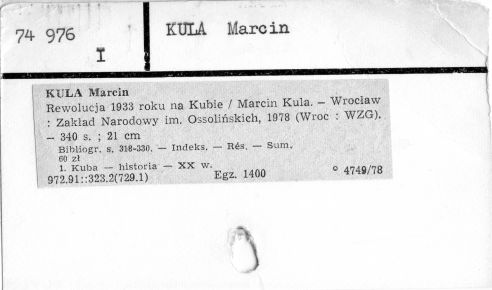 74 976
I
KULA Marcin
KULA Marcin
Rewolucja 1933 roku na Kubie / Marcin Kula. — Wrocław
: Zakład Narodowy im. Ossolińskich, 1978 (Wroc : WZG).
— 340 s. ; 21 cm
Bibliogr. s. 318-330. — Indeks. — Rés. — Sum.
60 zł
1. Kuba — historia — XX w.
972.91::323.2(729.1) Egz. 1400 ° 4749/78